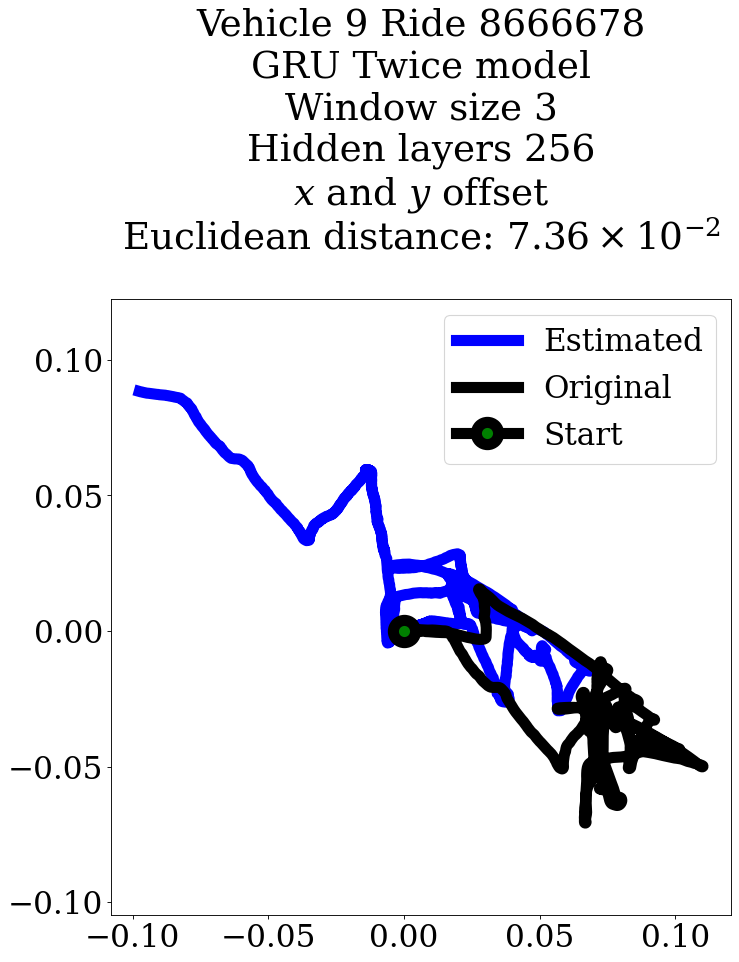 Vehicle 9 Ride 8666678
GRU Twice model
Window size 3
Hidden layers 256
x and y offset
Euclidean distance: 7.36 × 10⁻²
Estimated
Original
Start
0.10
0.05
0.00
−0.05
−0.10
−0.10 −0.05 0.00 0.05 0.10